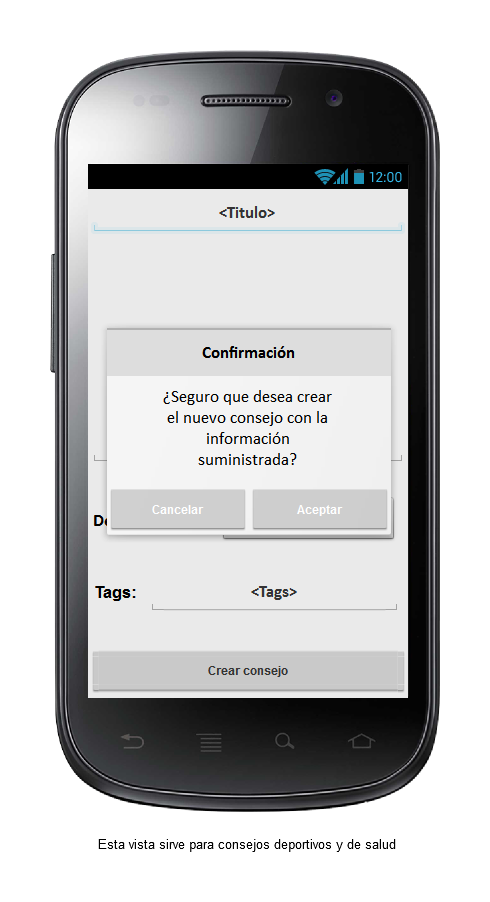 12:00
<Titulo>
Confirmación
¿Seguro que desea crear
el nuevo consejo con la
información
suministrada?
Cancelar
Aceptar
Tags:
<Tags>
Crear consejo
Esta vista sirve para consejos deportivos y de salud